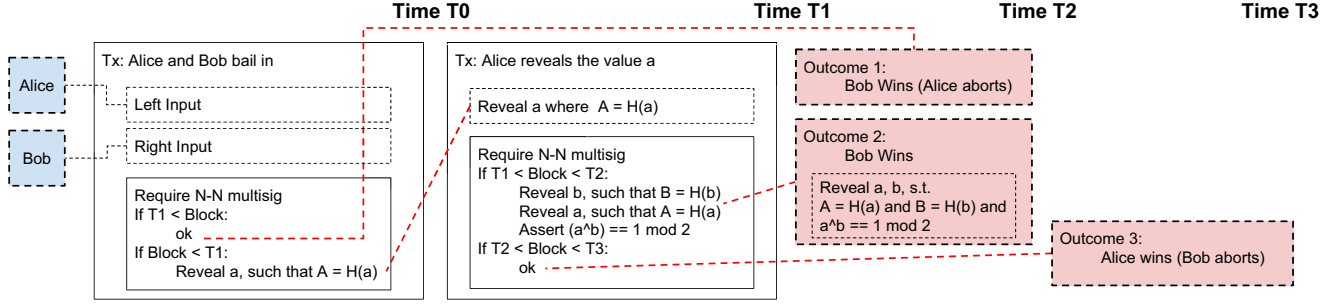 Time T0
Time T1
Time T2
Time T3
Alice
Bob
Tx: Alice and Bob bail in
Left Input
Right Input
Require N-N multisig
If T1 < Block:
ok
If Block < T1:
Reveal a, such that A = H(a)
Tx: Alice reveals the value a
Reveal a where A = H(a)
Require N-N multisig
If T1 < Block < T2:
Reveal b, such that B = H(b)
Reveal a, such that A = H(a)
Assert (a^b) == 1 mod 2
If T2 < Block < T3:
ok
Outcome 1:
Bob Wins (Alice aborts)
Outcome 2:
Bob Wins
Reveal a, b, s.t.
A = H(a) and B = H(b) and
a^b == 1 mod 2
Outcome 3:
Alice wins (Bob aborts)